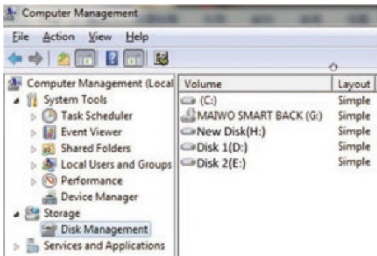 Computer Management
File Action View Help
Computer Management (Local
System Tools
Task Scheduler
Event Viewer
Shared Folders
Local Users and Groups
Performance
Device Manager
Storage
Disk Management
Services and Applications
Volume Layout
(C:) Simple
MAIWO SMART BACK (G:) Simple
New Disk(H:) Simple
Disk 1(D:) Simple
Disk 2(E:) Simple